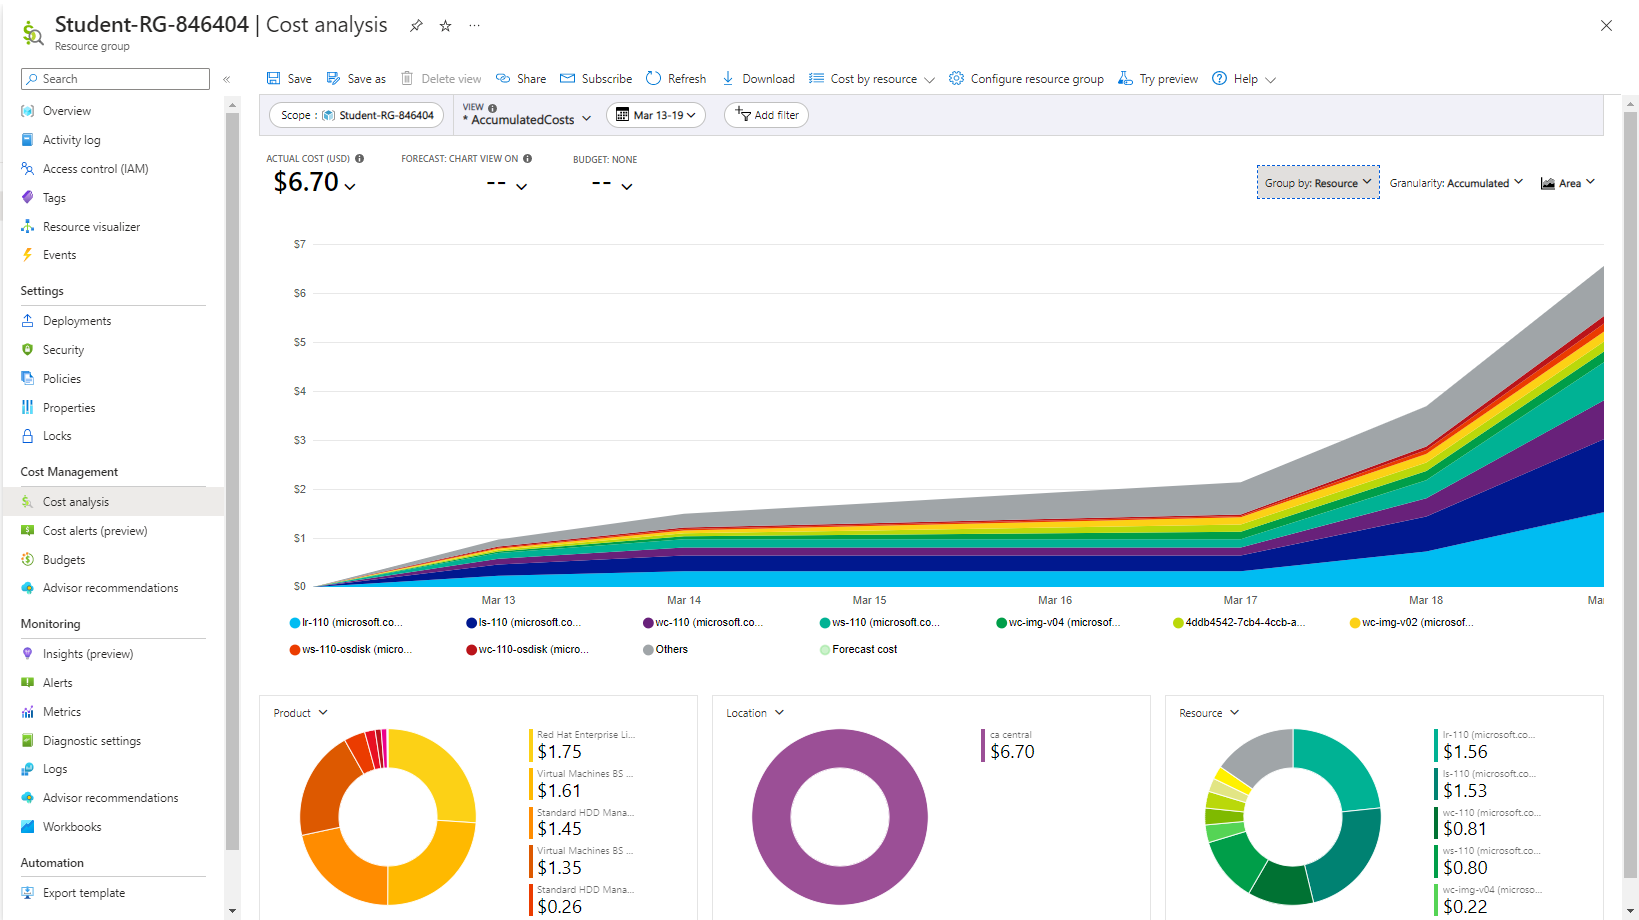 Student-RG-846404 | Cost analysis
Resource group
Search
Overview
Activity log
Access control (IAM)
Tags
Resource visualizer
Events
Settings
Deployments
Security
Policies
Properties
Locks
Cost Management
Cost analysis
Cost alerts (preview)
Budgets
Advisor recommendations
Monitoring
Insights (preview)
Alerts
Metrics
Diagnostic settings
Logs
Advisor recommendations
Workbooks
Automation
Export template
Save Save as Delete view Share Subscribe Refresh Download Cost by resource Configure resource group Try preview Help
Scope : Student-RG-846404
VIEW
* AccumulatedCosts
Mar 13-19
Add filter
ACTUAL COST (USD) FORECAST: CHART VIEW ON BUDGET: NONE
$6.70 -- --
Group by: Resource Granularity: Accumulated Area
$7
$6
$5
$4
$3
$2
$1
$0
Mar 13 Mar 14 Mar 15 Mar 16 Mar 17 Mar 18 Mar
lr-110 (microsoft.co... ls-110 (microsoft.co... wc-110 (microsoft.co... ws-110 (microsoft.co... wc-img-v04 (microsof... 4ddb4542-7cb4-4ccb-a... wc-img-v02 (microsof...
ws-110-osdisk (micro... wc-110-osdisk (micro... Others Forecast cost
Product
Red Hat Enterprise Li...
$1.75
Virtual Machines BS ...
$1.61
Standard HDD Mana...
$1.45
Virtual Machines BS ...
$1.35
Standard HDD Mana...
$0.26
Location
ca central
$6.70
Resource
lr-110 (microsoft.co...
$1.56
ls-110 (microsoft.co...
$1.53
wc-110 (microsoft.co...
$0.81
ws-110 (microsoft.co...
$0.80
wc-img-v04 (microso...
$0.22